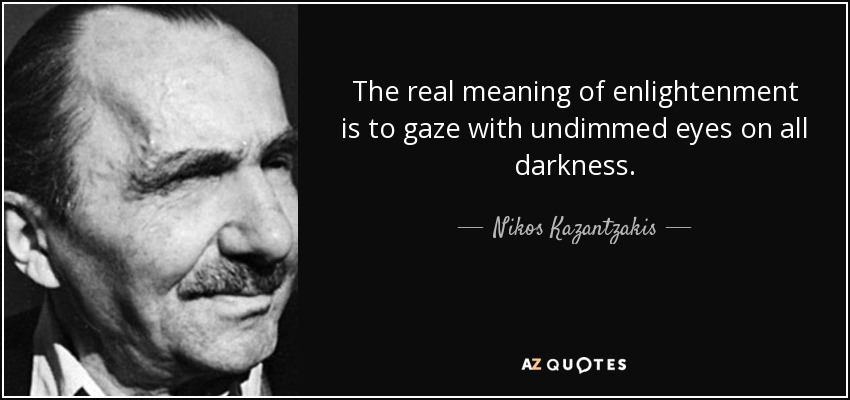 The real meaning of enlightenment
is to gaze with undimmed eyes on all
darkness.
Nikos Kazantzakis
AZ QUOTES